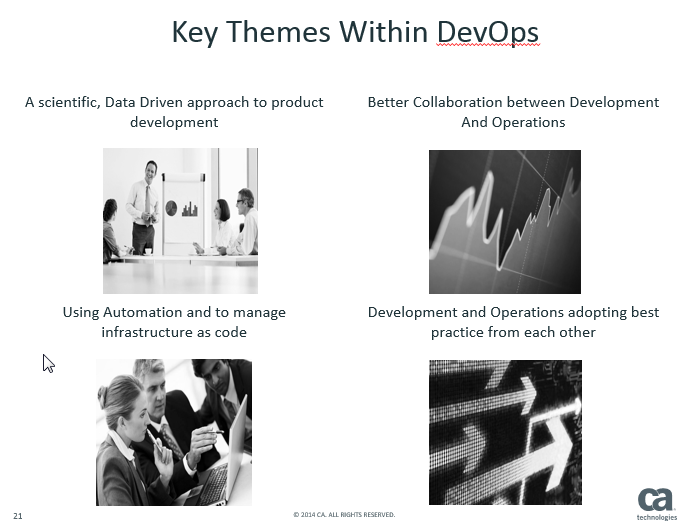 Key Themes Within DevOps
A scientific, Data Driven approach to product
development
Better Collaboration between Development
And Operations
Using Automation and to manage
infrastructure as code
Development and Operations adopting best
practice from each other
21
© 2014 CA. ALL RIGHTS RESERVED.
ca
technologies